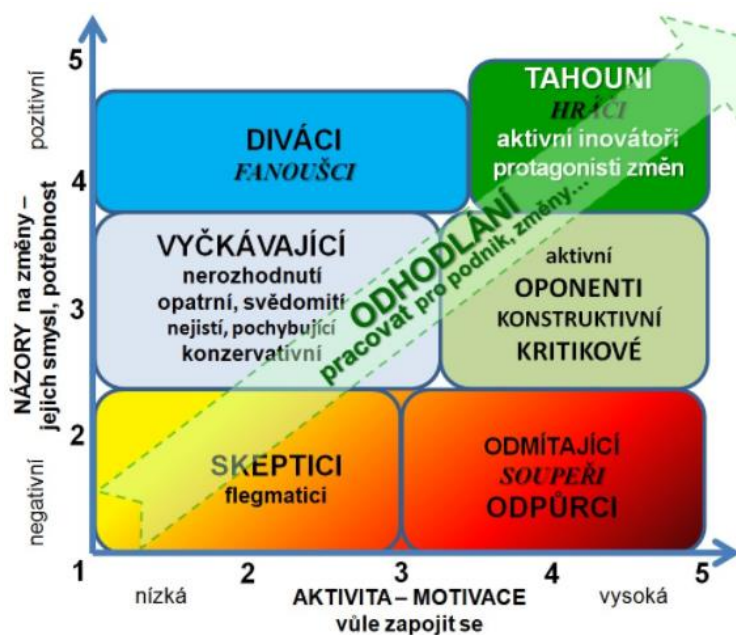 5
pozitivní
4
3
2
negativní
1
NÁZORY na změny –
jejich smysl, potřebnost
TAHOUNI
HRÁČI
aktivní inovátoři
protagonisti změn
DIVÁCI
FANOUŠCI
VYČKÁVAJÍCÍ
nerozhodnutí
opatrní, svědomití
nejistí, pochybující
konzervativní
ODHODLÁNÍ
pracovat pro podnik, změny...
aktivní
OPONENTI
KONSTRUKTIVNÍ
KRITIKOVÉ
SKEPTICI
flegmatici
ODMÍTAJÍCÍ
SOUPEŘI
ODPŮRCI
2
3
4
5
nízká
AKTIVITA – MOTIVACE
vysoká
vůle zapojit se